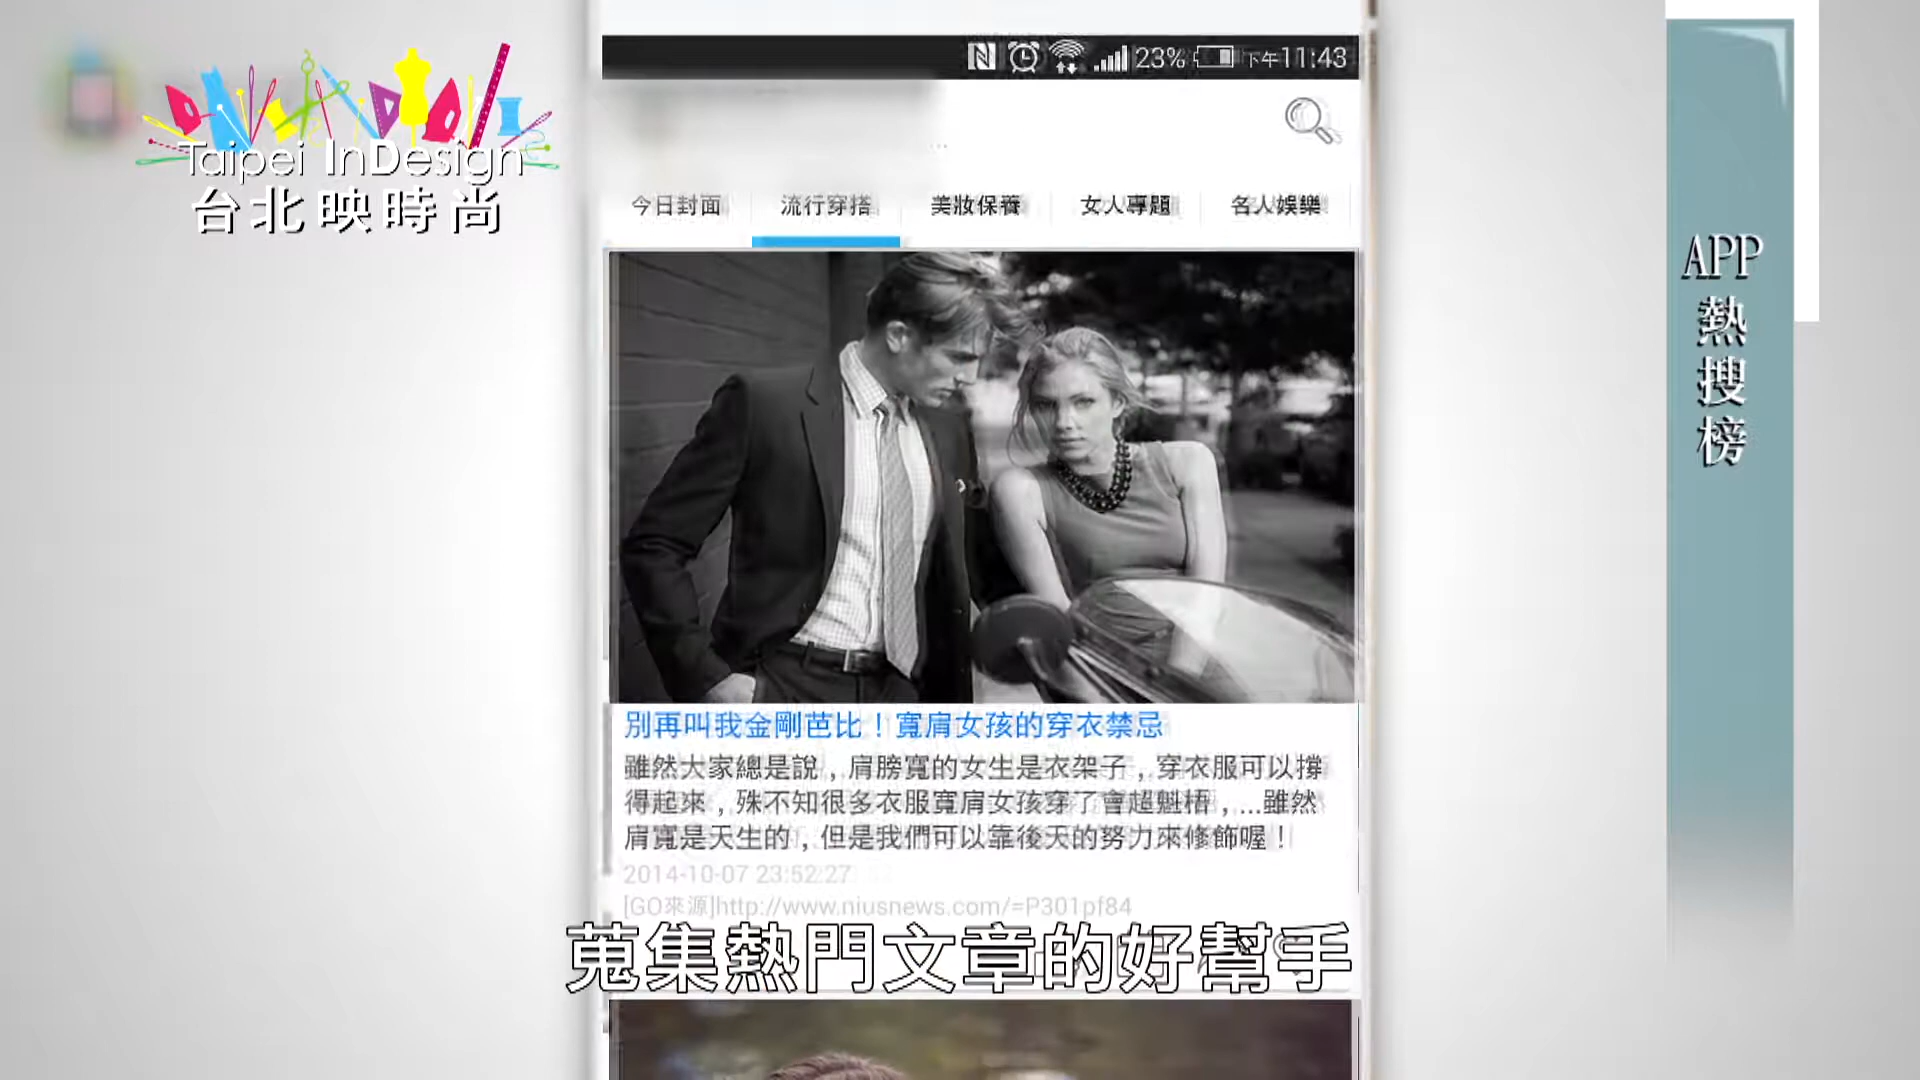 Taipei InDesign
台北映時尚
23% 下午11:43
今日封面 流行穿搭 美妝保養 女人專題 名人娛樂
別再叫我金剛芭比！寬肩女孩的穿衣禁忌
雖然大家總是說，肩膀寬的女生是衣架子，穿衣服可以撐
得起來，殊不知很多衣服寬肩女孩穿了會超魁梧，...雖然
肩寬是天生的，但是我們可以靠後天的努力來修飾喔！
2014-10-07 23:52:27
[GO來源]http://www.niusnews.com/=P301pf84
蒐集熱門文章的好幫手
APP熱搜榜